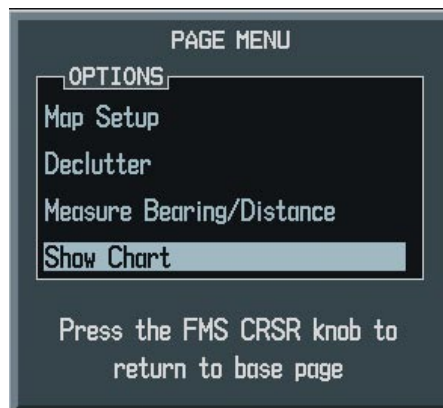 PAGE MENU
OPTIONS
Map Setup
Declutter
Measure Bearing/Distance
Show Chart
Press the FMS CRSR knob to
return to base page